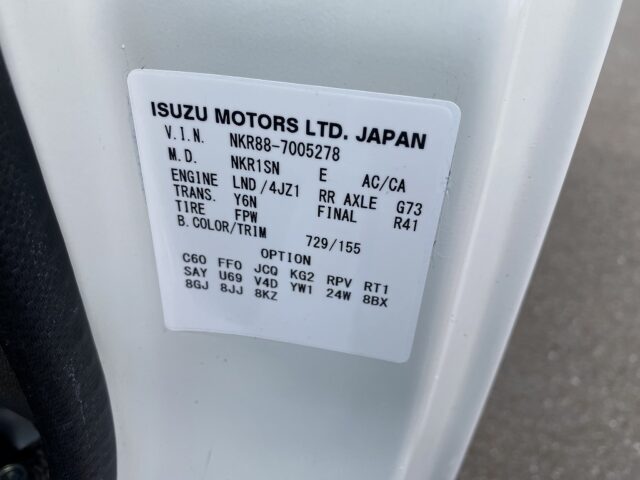 ISUZU MOTORS LTD. JAPAN
V.I.N. NKR88-7005278
M.D. NKR1SN E AC/CA
ENGINE LND/4JZ1 RR AXLE G73
TRANS. Y6N FINAL R41
TIRE FPW
B.COLOR/TRIM 729/155
OPTION
C60 FF0 JCQ KG2 RPV RT1
SAY U69 V4D YW1 24W 8BX
8GJ 8JJ 8KZ